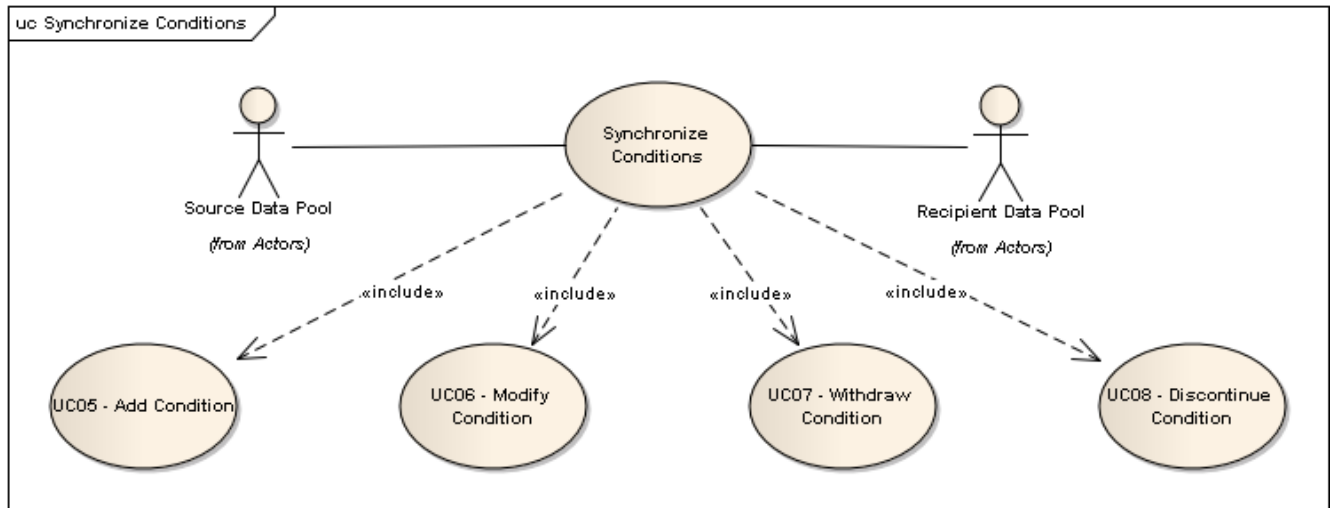 uc Synchronize Conditions
Synchronize
Conditions
Source Data Pool
(from Actors)
Recipient Data Pool
(from Actors)
«include»
«include»
«include»
«include»
UC05 - Add Condition
UC06 - Modify
Condition
UC07 - Withdraw
Condition
UC08 - Discontinue
Condition